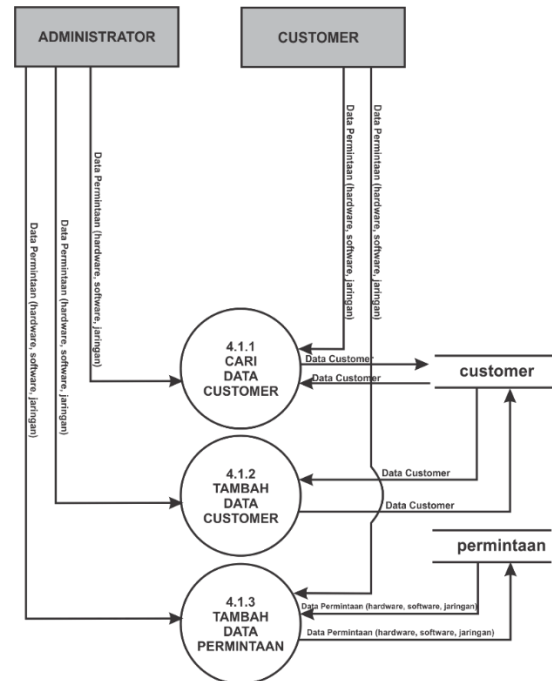 ADMINISTRATOR
CUSTOMER
Data Permintaan (hardware, software, jaringan)
Data Permintaan (hardware, software, jaringan)
Data Permintaan (hardware, software, jaringan)
Data Permintaan (hardware, software, jaringan)
Data Permintaan (hardware, software, jaringan)
4.1.1
CARI
DATA
CUSTOMER
Data Customer
Data Customer
customer
4.1.2
TAMBAH
DATA
CUSTOMER
Data Customer
Data Customer
permintaan
4.1.3
TAMBAH
DATA
PERMINTAAN
Data Permintaan (hardware, software, jaringan)
Data Permintaan (hardware, software, jaringan)